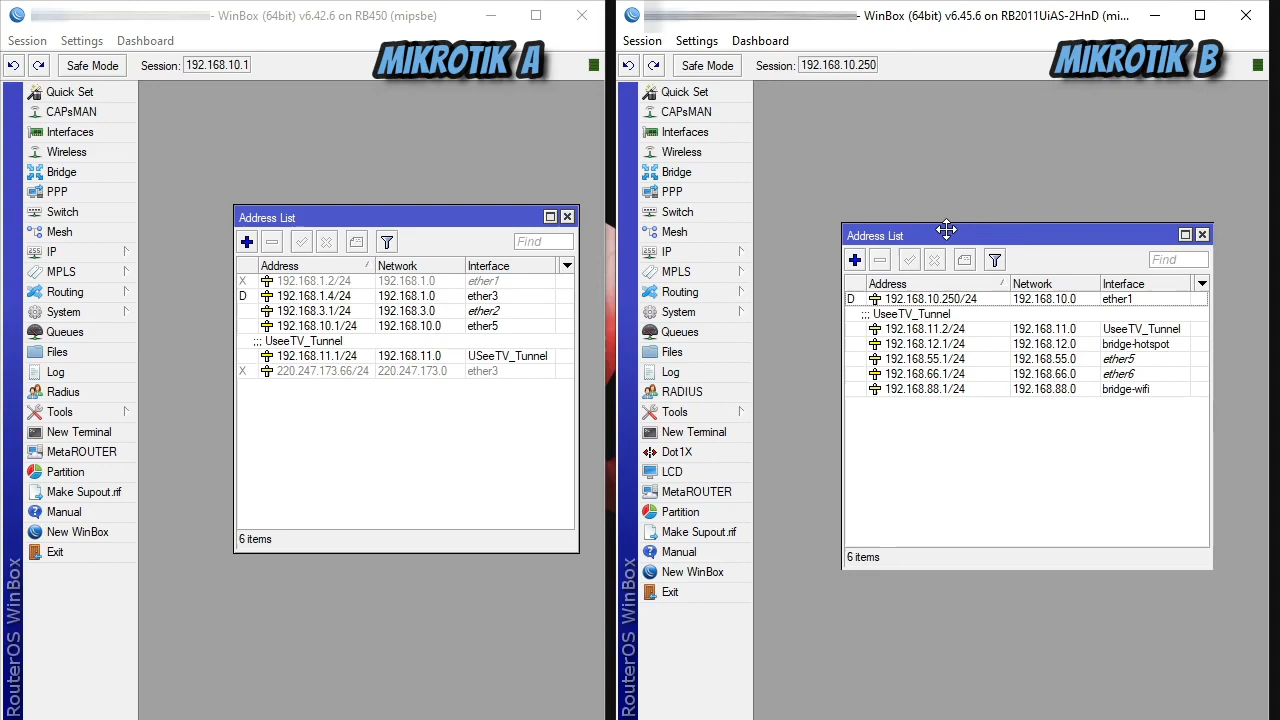 - WinBox (64bit) v6.42.6 on RB450 (mipsbe)
Session Settings Dashboard
MIKROTIK A
Safe Mode Session: 192.168.10.1
Quick Set
CAPsMAN
Interfaces
Wireless
Bridge
PPP
Switch
Mesh
IP
MPLS
Routing
System
Queues
Files
Log
Radius
Tools
New Terminal
MetaROUTER
Partition
Make Supout.rif
Manual
New WinBox
Exit
RouterOS WinBox
Address List
Find
Address Network Interface
X 192.168.1.2/24 192.168.1.0 ether1
D 192.168.1.4/24 192.168.1.0 ether3
192.168.3.1/24 192.168.3.0 ether2
192.168.10.1/24 192.168.10.0 ether5
;;; UseeTV_Tunnel
192.168.11.1/24 192.168.11.0 USeeTV_Tunnel
X 220.247.173.66/24 220.247.173.0 ether3
6 items
- WinBox (64bit) v6.45.6 on RB2011UiAS-2HnD (mi...
Session Settings Dashboard
MIKROTIK B
Safe Mode Session: 192.168.10.250
Quick Set
CAPsMAN
Interfaces
Wireless
Bridge
PPP
Switch
Mesh
IP
MPLS
Routing
System
Queues
Files
Log
RADIUS
Tools
New Terminal
Dot1X
LCD
MetaROUTER
Partition
Make Supout.rif
Manual
New WinBox
Exit
RouterOS WinBox
Address List
Find
Address Network Interface
D 192.168.10.250/24 192.168.10.0 ether1
;;; UseeTV_Tunnel
192.168.11.2/24 192.168.11.0 UseeTV_Tunnel
192.168.12.1/24 192.168.12.0 bridge-hotspot
192.168.55.1/24 192.168.55.0 ether5
192.168.66.1/24 192.168.66.0 ether6
192.168.88.1/24 192.168.88.0 bridge-wifi
6 items